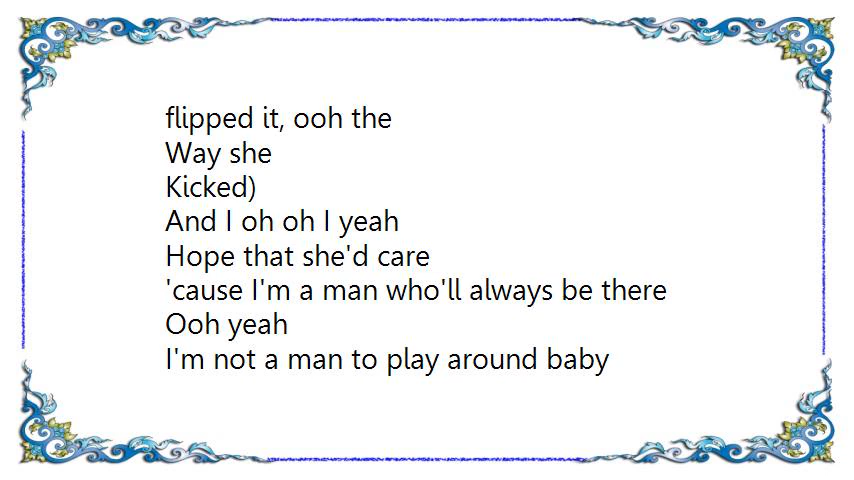 flipped it, ooh the
Way she
Kicked)
And I oh oh I yeah
Hope that she'd care
'cause I'm a man who'll always be there
Ooh yeah
I'm not a man to play around baby